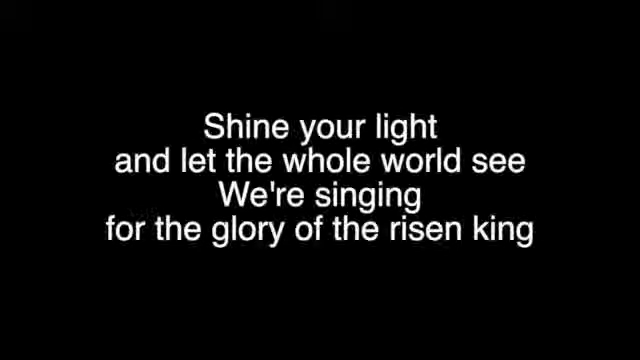 Shine your light
and let the whole world see
We're singing
for the glory of the risen king